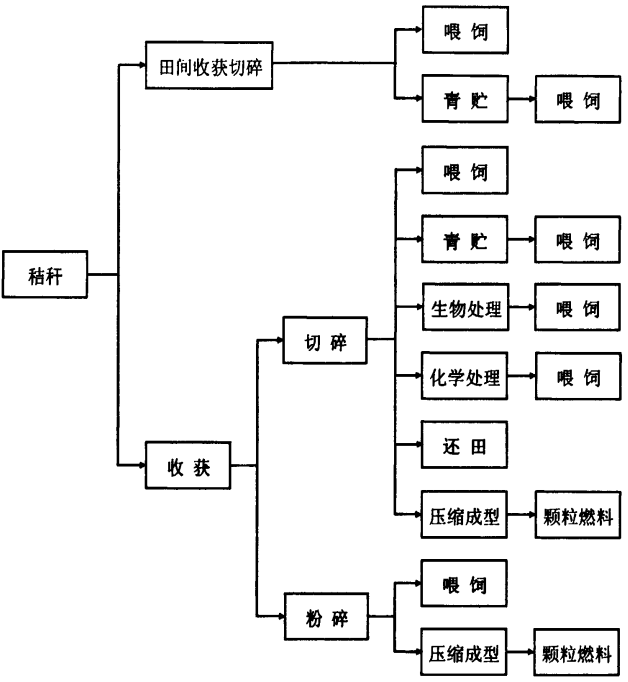 喂饲
田间收获切碎
青贮
喂饲
喂饲
青贮
喂饲
秸秆
生物处理
喂饲
切碎
化学处理
喂饲
还田
收获
压缩成型
颗粒燃料
喂饲
粉碎
压缩成型
颗粒燃料